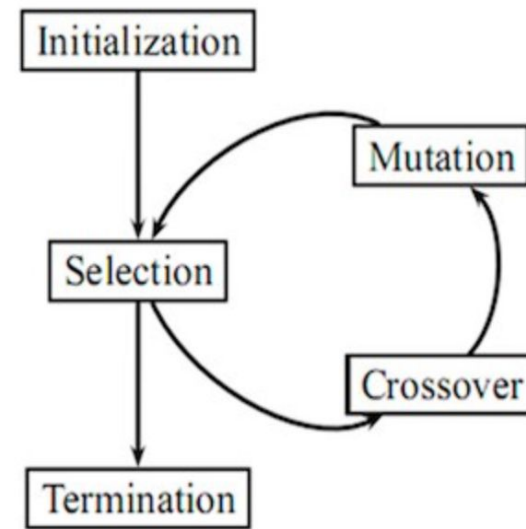 Initialization
Mutation
Selection
Crossover
Termination